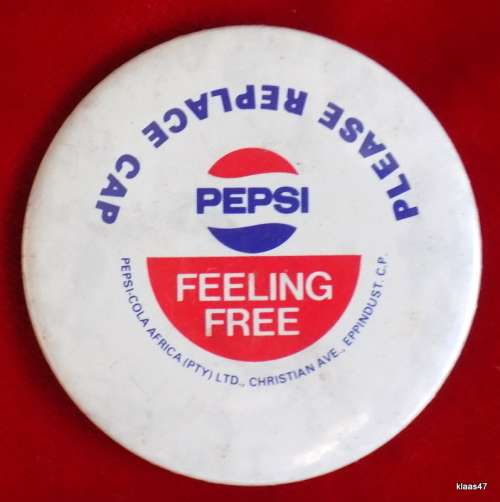 PLEASE REPLACE CAP
PEPSI
FEELING
FREE
PEPSI-COLA AFRICA (PTY) LTD., CHRISTIAN AVE., EPPINDUST. C.P.
klaas47